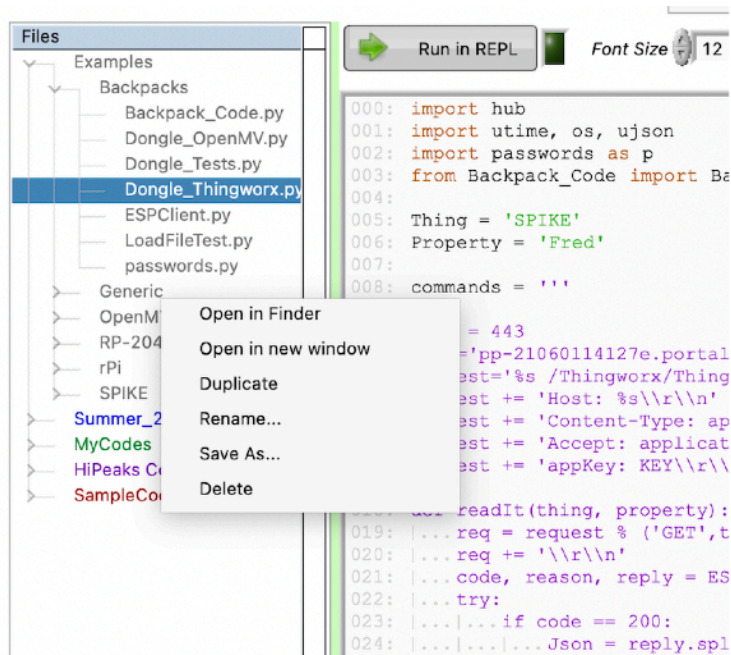 Files
Examples
Backpacks
Backpack_Code.py
Dongle_OpenMV.py
Dongle_Tests.py
Dongle_Thingworx.py
ESPClient.py
LoadFileTest.py
passwords.py
Generic
OpenM
RP-204
rPi
SPIKE
Summer_2
MyCodes
HiPeaks C
SampleCo
Open in Finder
Open in new window
Duplicate
Rename...
Save As...
Delete
Run in REPL
Font Size
12
000: import hub
001: import utime, os, ujson
002: import passwords as p
003: from Backpack_Code import Ba
004:
005: Thing = 'SPIKE'
006: Property = 'Fred'
007:
008: commands = '''
= 443
='pp-21060114127e.portal
est='%s /Thingworx/Thing
est += 'Host: %s\\r\\n'
est += 'Content-Type: ap
est += 'Accept: applicat
est += 'appKey: KEY\\r\\
readIt(thing, property):
019: |...req = request % ('GET',t
020: |...req += '\\r\\n'
021: |...code, reason, reply = ES
022: |...try:
023: |...|...if code == 200:
024: |...|...|...Json = reply.spl